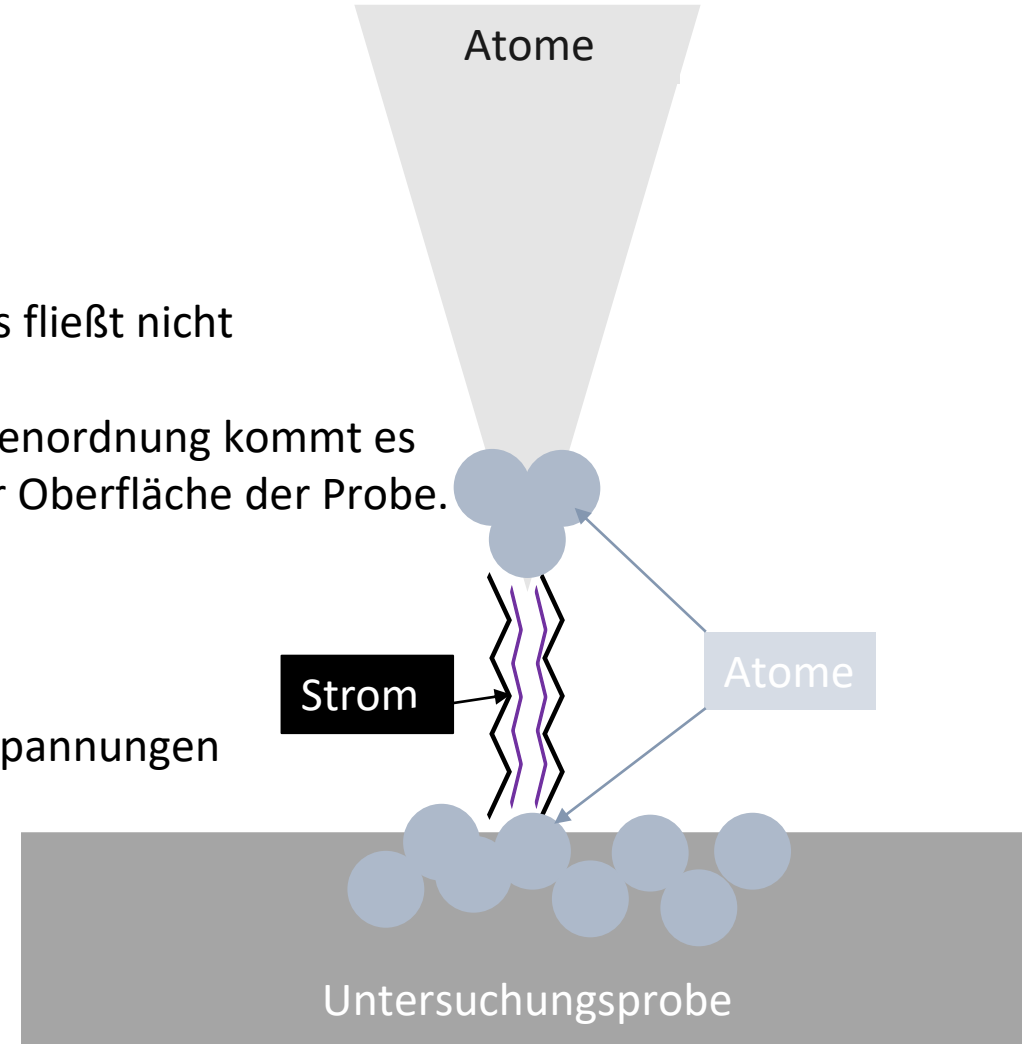 Atome
s fließt nicht
enordnung kommt es
r Oberfläche der Probe.
Strom
Atome
pannungen
Untersuchungsprobe